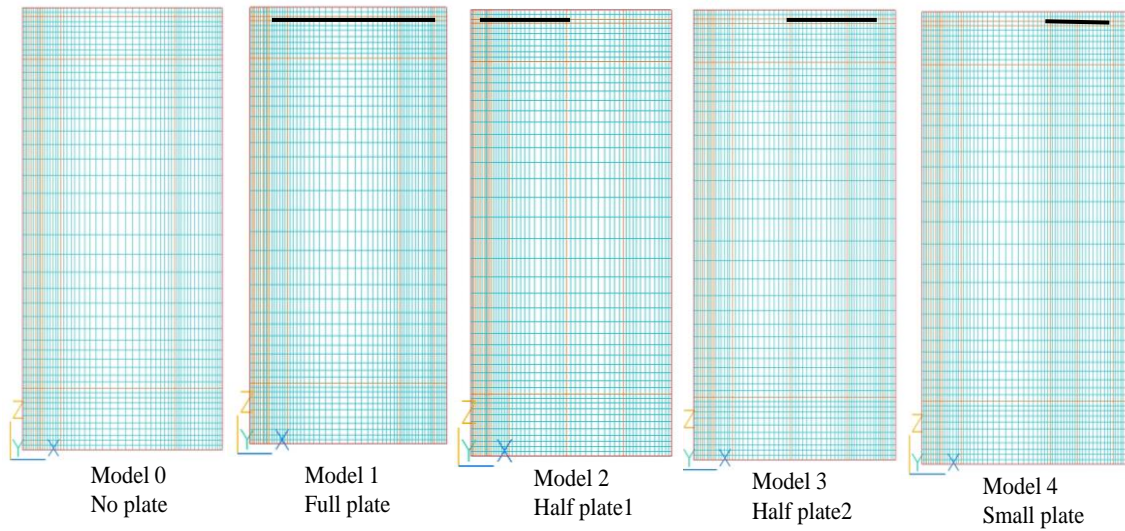 Z
Y X
Model 0
No plate
Z
Y X
Model 1
Full plate
Z
Y X
Model 2
Half plate1
Z
Y X
Model 3
Half plate2
Z
Y X
Model 4
Small plate